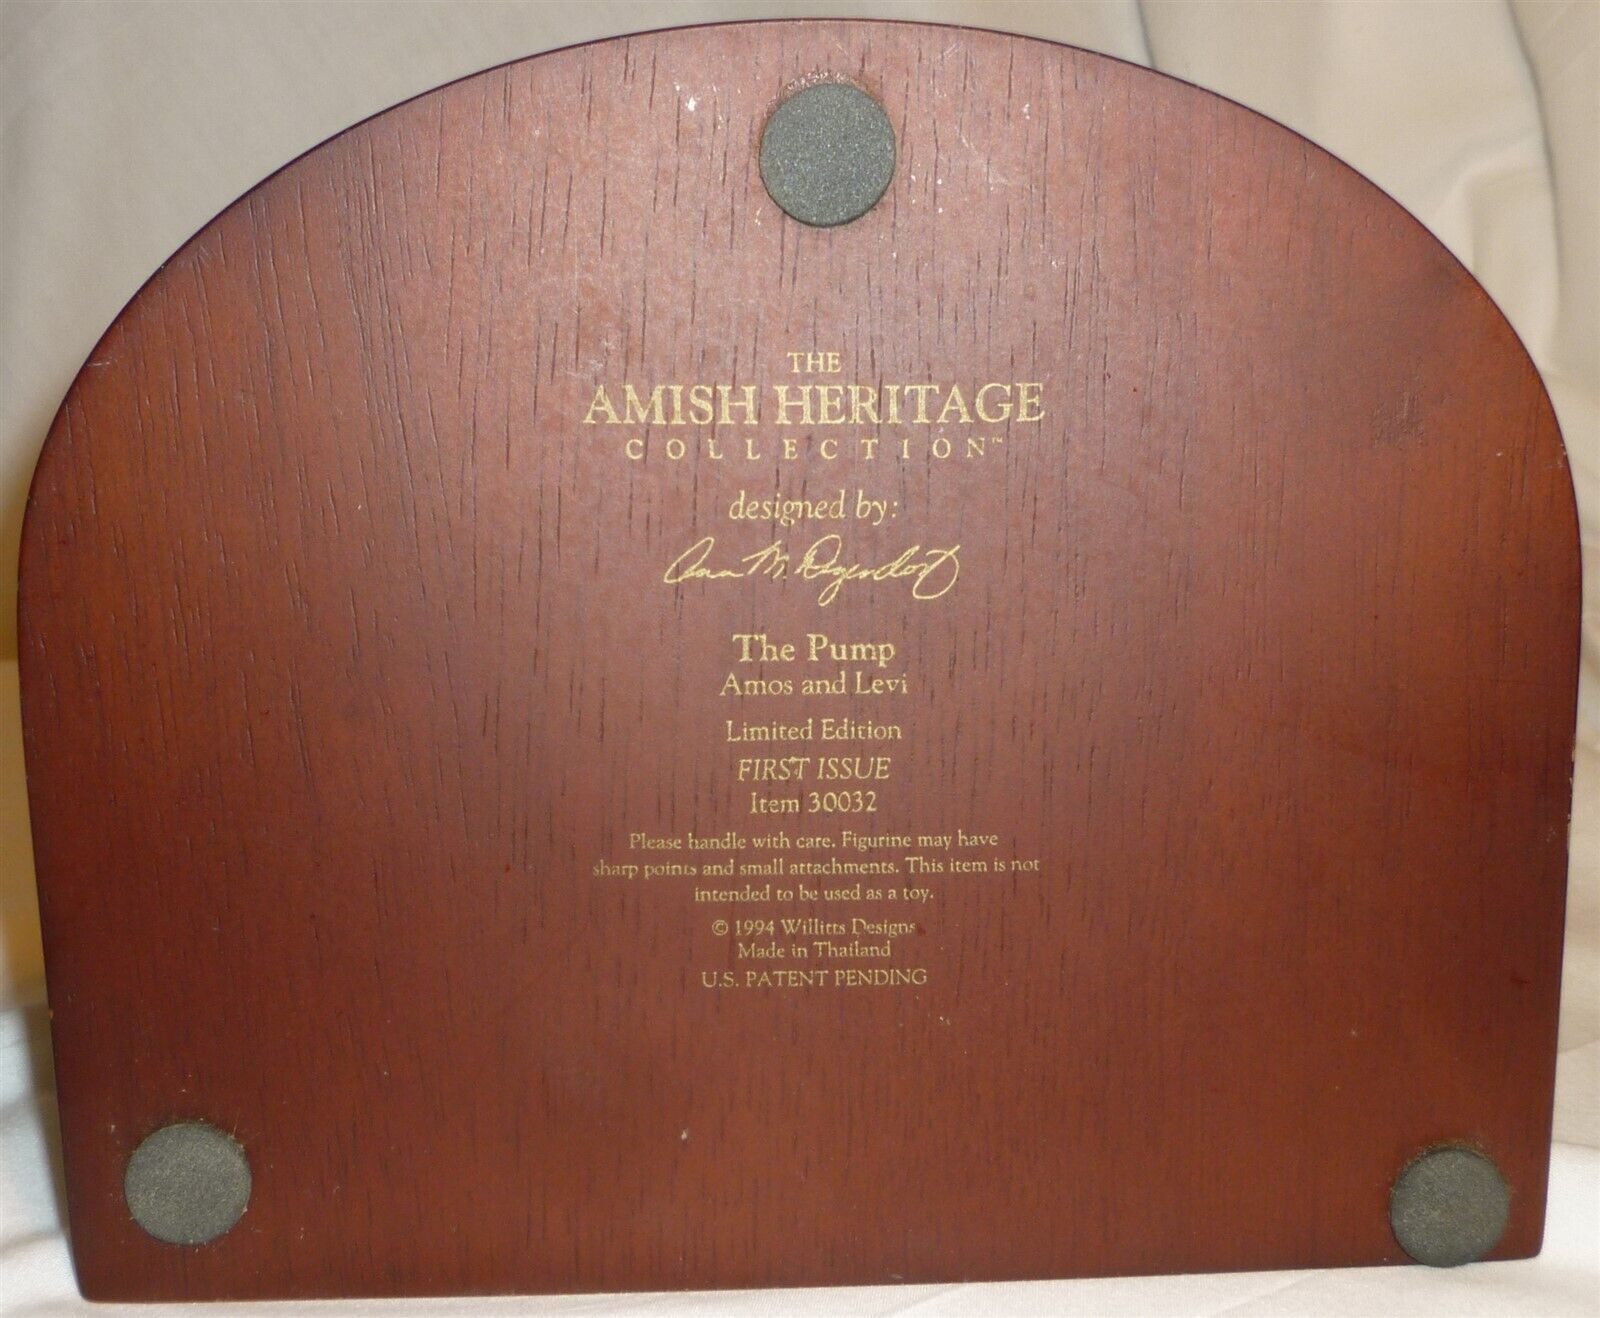 THE
AMISH HERITAGE
COLLECTION™
designed by:
The Pump
Amos and Levi
Limited Edition
FIRST ISSUE
Item 30032
Please handle with care. Figurine may have
sharp points and small attachments. This item is not
intended to be used as a toy.
© 1994 Willitts Designs
Made in Thailand
U.S. PATENT PENDING